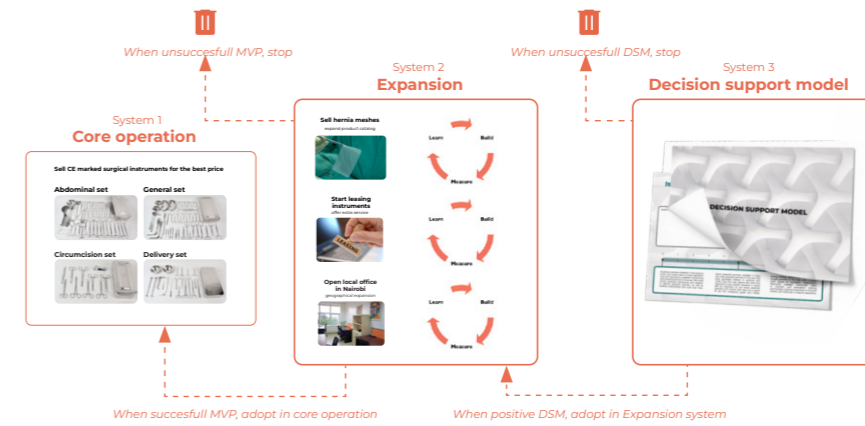 When unsuccesfull MVP, stop
When unsuccesfull DSM, stop
System 1
Core operation
Sell CE marked surgical instruments for the best price
Abdominal set
General set
Circumcision set
Delivery set
System 2
Expansion
Sell hernia meshes
expand product catalog
Learn
Build
Measure
Start leasing
instruments
offer extra service
LEASING
Learn
Build
Measure
Open local office
in Nairobi
geographical expansion
Learn
Build
Measure
System 3
Decision support model
DECISION SUPPORT MODEL
When succesfull MVP, adopt in core operation
When positive DSM, adopt in Expansion system